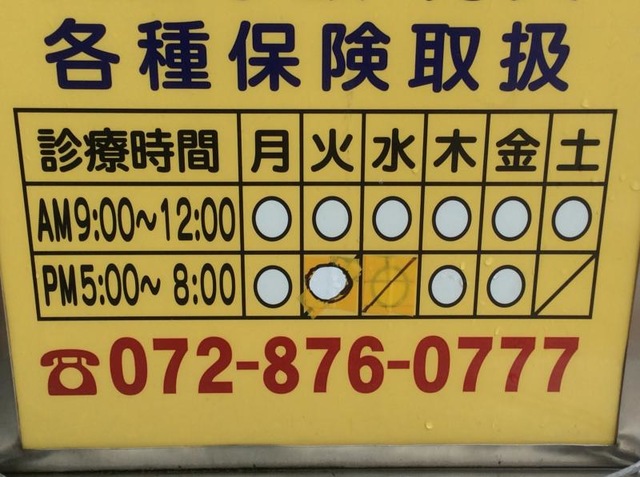 各種保険取扱
診療時間 月 火 水 木 金 土
AM9:00~12:00 ○ ○ ○ ○ ○ ○
PM5:00~ 8:00 ○ ○ / ○ ○ /
☎072-876-0777